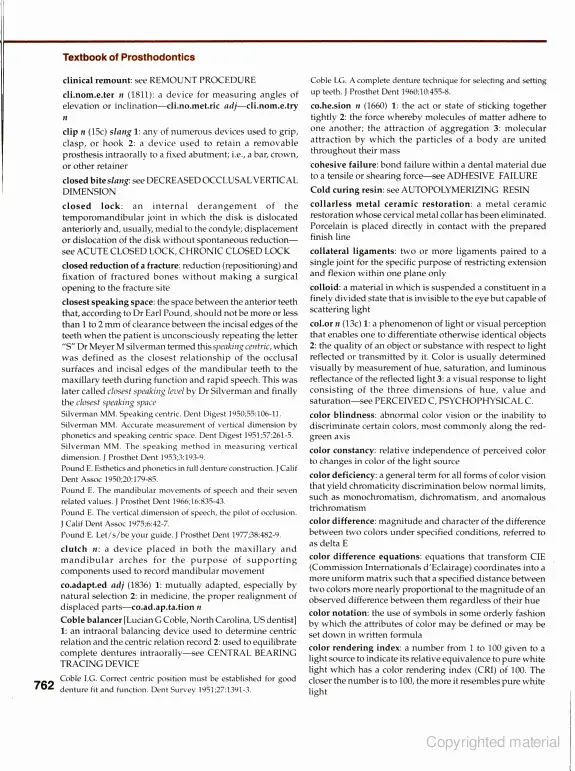 Textbook of Prosthodontics
clinical remount: see REMOUNT PROCEDURE
cli.nom.e.ter n (1811): a device for measuring angles of
elevation or inclination—cli.no.met.ric adj—cli.nom.e.try
n
clip n (15c) slang 1: any of numerous devices used to grip,
clasp, or hook 2: a device used to retain a removable
prosthesis intraorally to a fixed abutment; i.e., a bar, crown,
or other retainer
closed bite slang: see DECREASED OCCLUSAL VERTICAL
DIMENSION
closed lock: an internal derangement of the
temporomandibular joint in which the disk is dislocated
anteriorly and, usually, medial to the condyle; displacement
or dislocation of the disk without spontaneous reduction—
see ACUTE CLOSED LOCK, CHRONIC CLOSED LOCK
closed reduction of a fracture: reduction (repositioning) and
fixation of fractured bones without making a surgical
opening to the fracture site
closest speaking space: the space between the anterior teeth
that, according to Dr Earl Pound, should not be more or less
than 1 to 2 mm of clearance between the incisal edges of the
teeth when the patient is unconsciously repeating the letter
"S" Dr Meyer M silverman termed this speaking centric, which
was defined as the closest relationship of the occlusal
surfaces and incisal edges of the mandibular teeth to the
maxillary teeth during function and rapid speech. This was
later called closest speaking level by Dr Silverman and finally
the closest speaking space
Silverman MM. Speaking centric. Dent Digest 1950;55:106-11.
Silverman MM. Accurate measurement of vertical dimension by
phonetics and speaking centric space. Dent Digest 1951;57:261-5.
Silverman MM. The speaking method in measuring vertical
dimension. J Prosthet Dent 1953;3:193-9.
Pound E. Esthetics and phonetics in full denture construction. J Calif
Dent Assoc 1950;20:179-85.
Pound E. The mandibular movements of speech and their seven
related values. J Prosthet Dent 1966;16:835-43.
Pound E. The vertical dimension of speech, the pilot of occlusion.
J Calif Dent Assoc 1975;6:42-7.
Pound E. Let/s/be your guide. J Prosthet Dent 1977;38:482-9.
clutch n: a device placed in both the maxillary and
mandibular arches for the purpose of supporting
components used to record mandibular movement
co.adapt.ed adj (1836) 1: mutually adapted, especially by
natural selection 2: in medicine, the proper realignment of
displaced parts—co.ad.ap.ta.tion n
Coble balancer [Lucian G Coble, North Carolina, US dentist]
1: an intraoral balancing device used to determine centric
relation and the centric relation record 2: used to equilibrate
complete dentures intraorally—see CENTRAL BEARING
TRACING DEVICE
Coble LG. Correct centric position must be established for good
denture fit and function. Dent Survey 1951;27:1391-3.
762
Coble LG. A complete denture technique for selecting and setting
up teeth. J Prosthet Dent 1960;10:455-8.
co.he.sion n (1660) 1: the act or state of sticking together
tightly 2: the force whereby molecules of matter adhere to
one another; the attraction of aggregation 3: molecular
attraction by which the particles of a body are united
throughout their mass
cohesive failure: bond failure within a dental material due
to a tensile or shearing force—see ADHESIVE FAILURE
Cold curing resin: see AUTOPOLYMERIZING RESIN
collarless metal ceramic restoration: a metal ceramic
restoration whose cervical metal collar has been eliminated.
Porcelain is placed directly in contact with the prepared
finish line
collateral ligaments: two or more ligaments paired to a
single joint for the specific purpose of restricting extension
and flexion within one plane only
colloid: a material in which is suspended a constituent in a
finely divided state that is invisible to the eye but capable of
scattering light
col.or n (13c) 1: a phenomenon of light or visual perception
that enables one to differentiate otherwise identical objects
2: the quality of an object or substance with respect to light
reflected or transmitted by it. Color is usually determined
visually by measurement of hue, saturation, and luminous
reflectance of the reflected light 3: a visual response to light
consisting of the three dimensions of hue, value and
saturation—see PERCEIVED C, PSYCHOPHYSICAL C.
color blindness: abnormal color vision or the inability to
discriminate certain colors, most commonly along the red-
green axis
color constancy: relative independence of perceived color
to changes in color of the light source
color deficiency: a general term for all forms of color vision
that yield chromaticity discrimination below normal limits,
such as monochromatism, dichromatism, and anomalous
trichromatism
color difference: magnitude and character of the difference
between two colors under specified conditions, referred to
as delta E
color difference equations: equations that transform CIE
(Commission Internationals d'Eclairage) coordinates into a
more uniform matrix such that a specified distance between
two colors more nearly proportional to the magnitude of an
observed difference between them regardless of their hue
color notation: the use of symbols in some orderly fashion
by which the attributes of color may be defined or may be
set down in written formula
color rendering index: a number from 1 to 100 given to a
light source to indicate its relative equivalence to pure white
light which has a color rendering index (CRI) of 100. The
closer the number is to 100, the more it resembles pure white
light
Copyrighted material